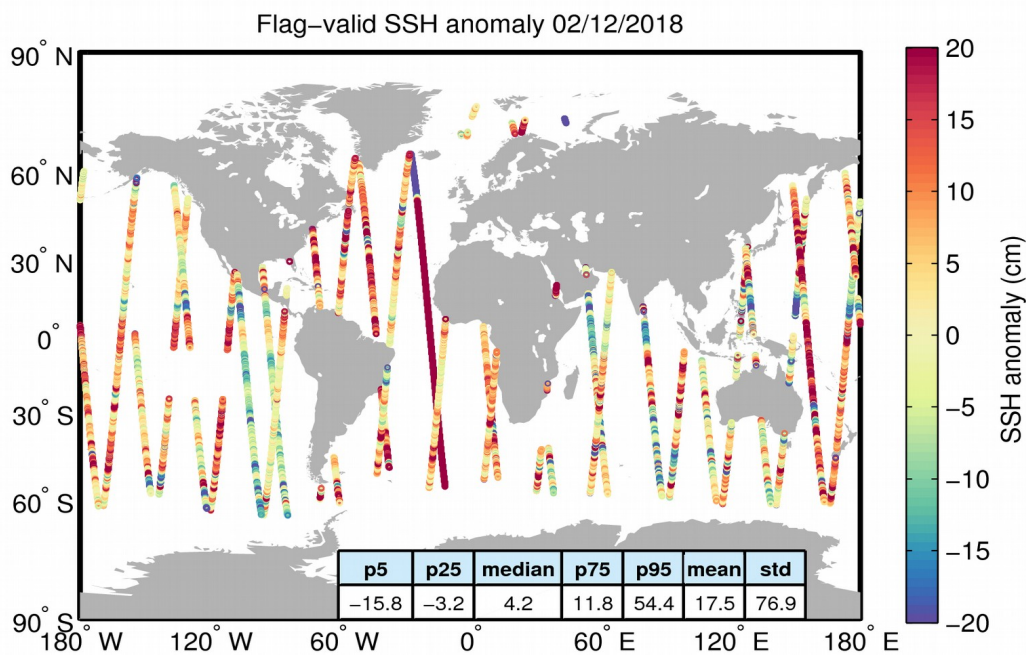 Flag−valid SSH anomaly 02/12/2018
90° N
60° N
30° N
0°
30° S
60° S
90° S
180° W
120° W
60° W
0°
60° E
120° E
180° E
p5 p25 median p75 p95 mean std
−15.8 −3.2 4.2 11.8 54.4 17.5 76.9
20
15
10
5
0
−5
−10
−15
−20
SSH anomaly (cm)